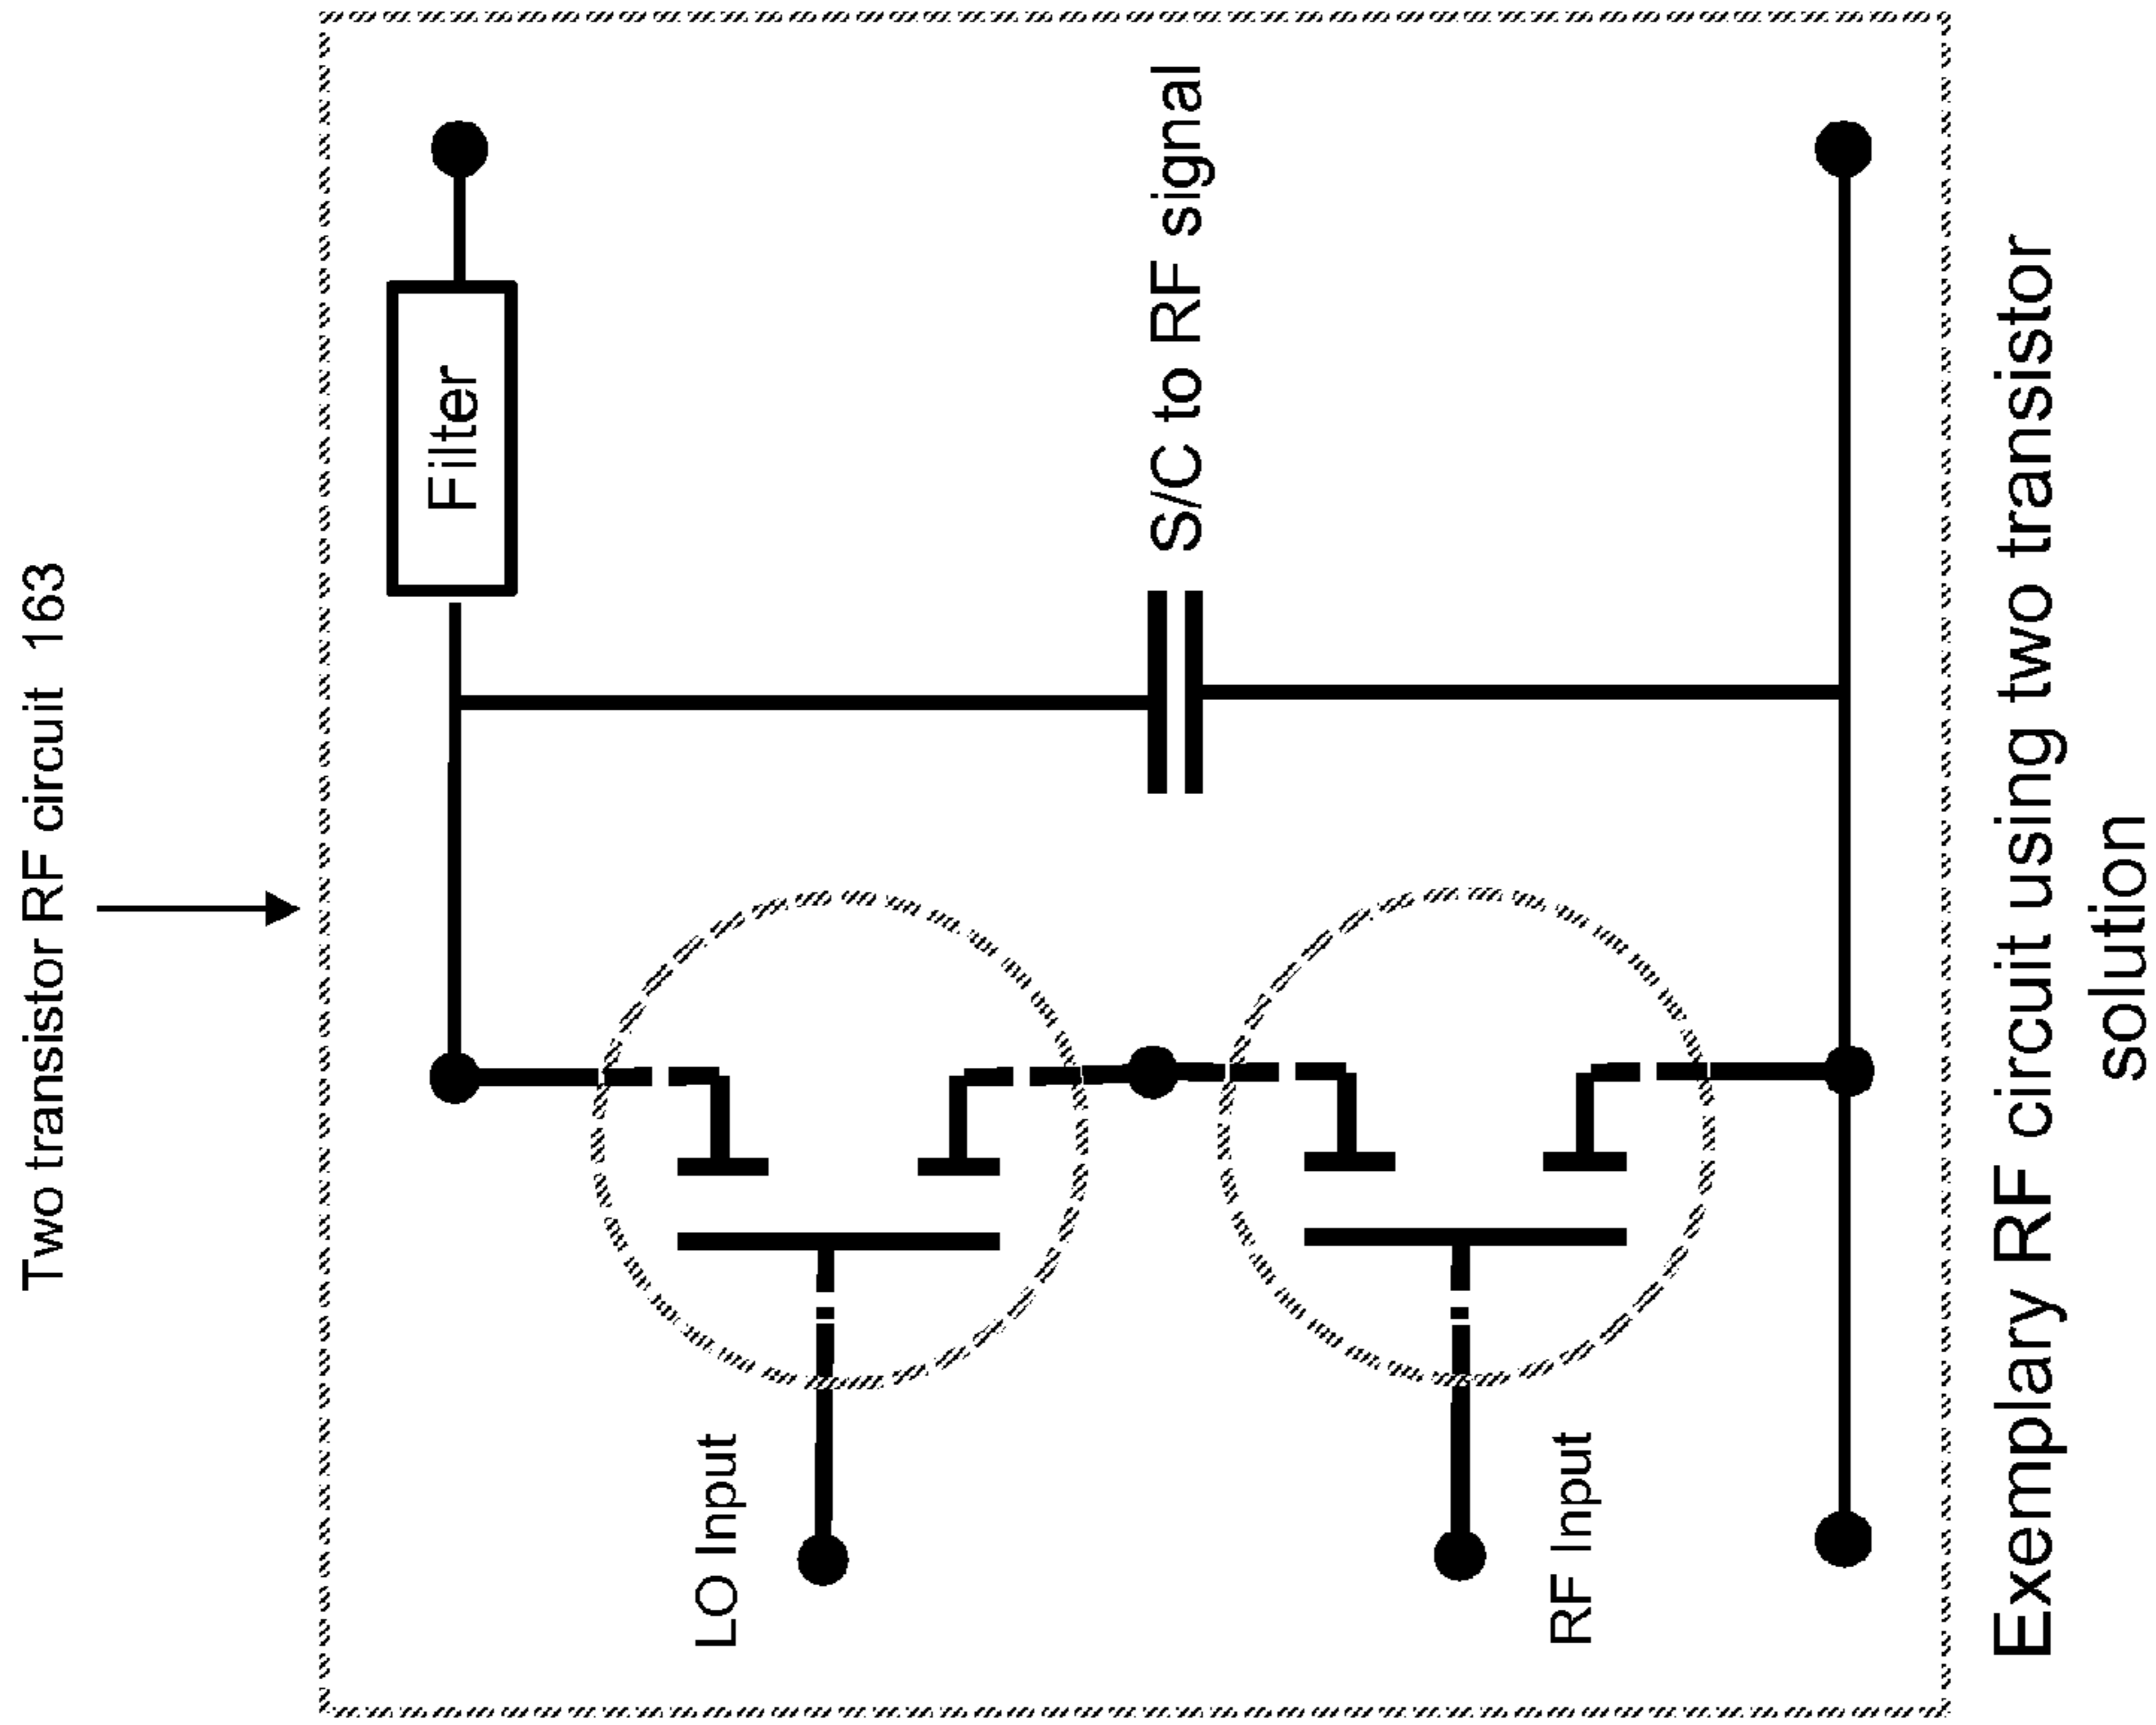 Two transistor RF circuit 163
Filter
S/C to RF signal
LO Input
RF Input
Exemplary RF circuit using two transistor
solution